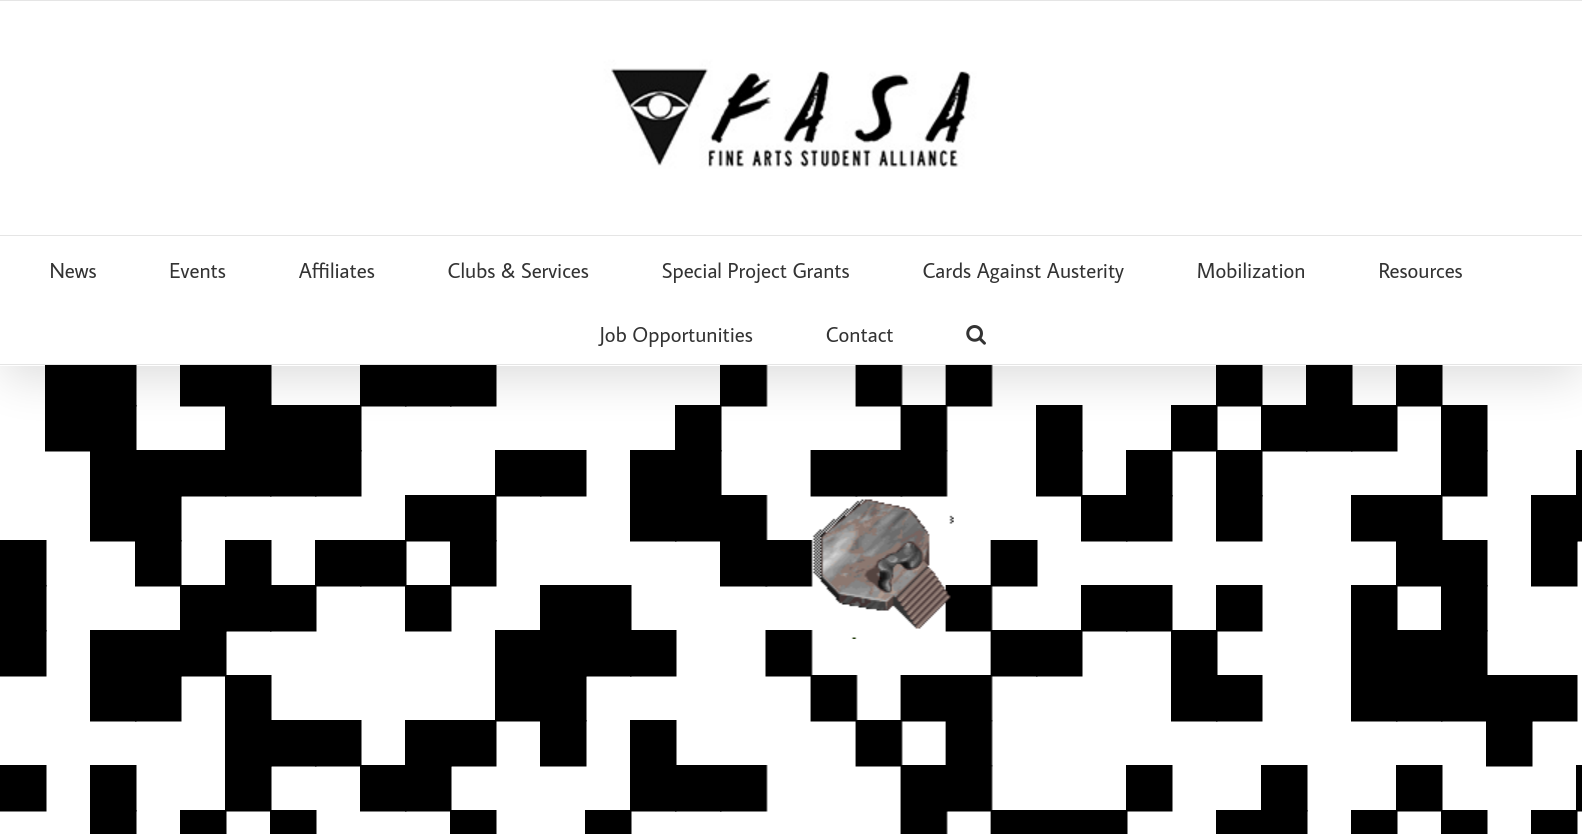 FASA
FINE ARTS STUDENT ALLIANCE
News Events Affiliates Clubs & Services Special Project Grants Cards Against Austerity Mobilization Resources
Job Opportunities Contact